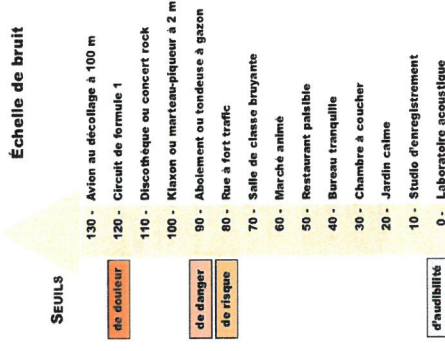 Échelle de bruit
SEUILS
130 - Avion au décollage à 100 m
de douleur 120 - Circuit de formule 1
110 - Discothèque ou concert rock
100 - Klaxon ou marteau-piqueur à 2 m
de danger 90 - Aboiement ou tondeuse à gazon
de risque 80 - Rue à fort trafic
70 - Salle de classe bruyante
60 - Marché animé
50 - Restaurant paisible
40 - Bureau tranquille
30 - Chambre à coucher
20 - Jardin calme
10 - Studio d'enregistrement
d'audibilité 0 - Laboratoire acoustique